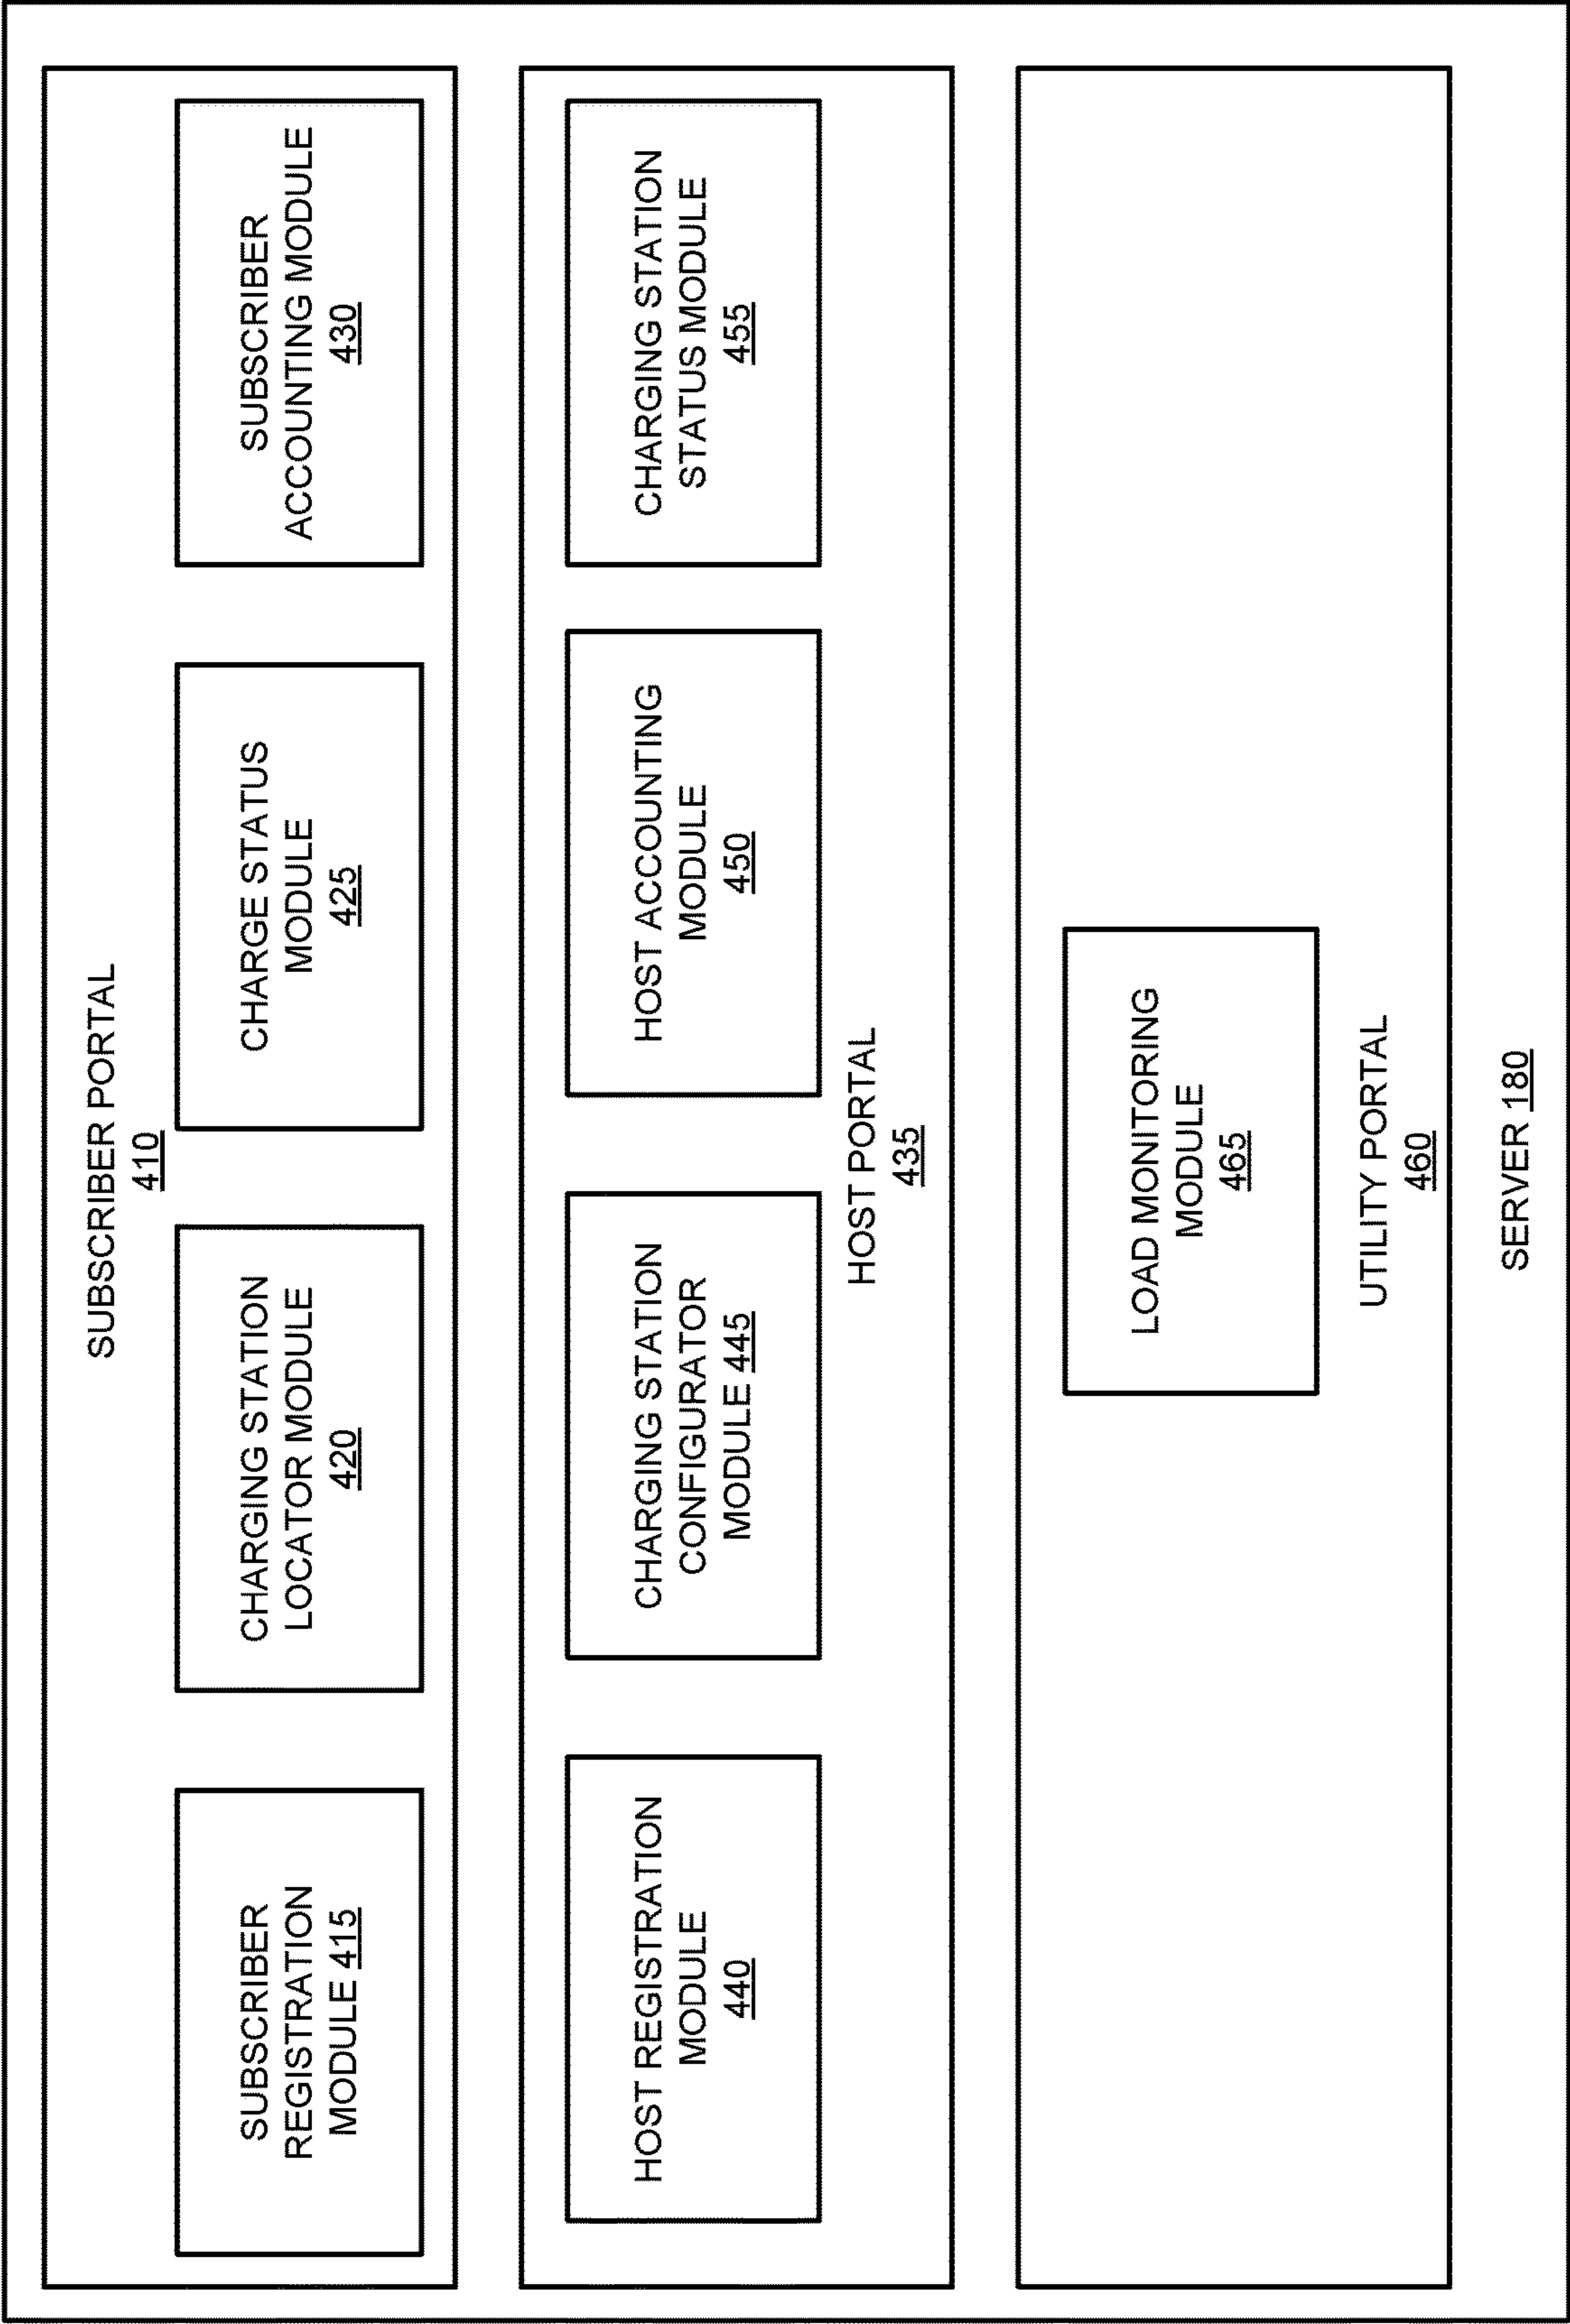 SUBSCRIBER PORTAL
410
SUBSCRIBER
REGISTRATION
MODULE 415
CHARGING STATION
LOCATOR MODULE
420
CHARGE STATUS
MODULE
425
SUBSCRIBER
ACCOUNTING MODULE
430
HOST REGISTRATION
MODULE
440
CHARGING STATION
CONFIGURATOR
MODULE 445
HOST ACCOUNTING
MODULE
450
CHARGING STATION
STATUS MODULE
455
HOST PORTAL
435
LOAD MONITORING
MODULE
465
UTILITY PORTAL
460
SERVER 180